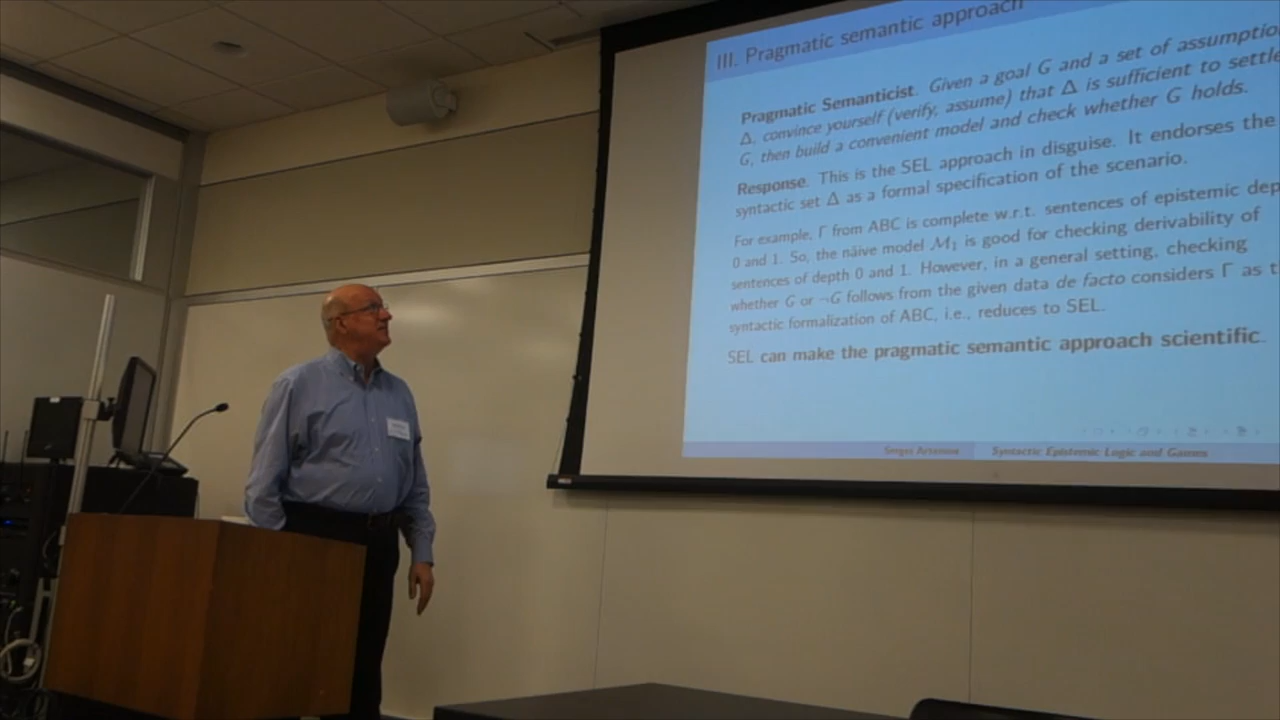 III. Pragmatic semantic approach
Pragmatic Semanticist. Given a goal G and a set of assumptio
Δ, convince yourself (verify, assume) that Δ is sufficient to settle
G, then build a convenient model and check whether G holds.
Response. This is the SEL approach in disguise. It endorses the
syntactic set Δ as a formal specification of the scenario.
For example, Γ from ABC is complete w.r.t. sentences of epistemic dep
0 and 1. So, the näive model M₁ is good for checking derivability of
sentences of depth 0 and 1. However, in a general setting, checking
whether G or ¬G follows from the given data de facto considers Γ as t
syntactic formalization of ABC, i.e., reduces to SEL.
SEL can make the pragmatic semantic approach scientific.
Sergei Artemov Syntactic Epistemic Logic and Games